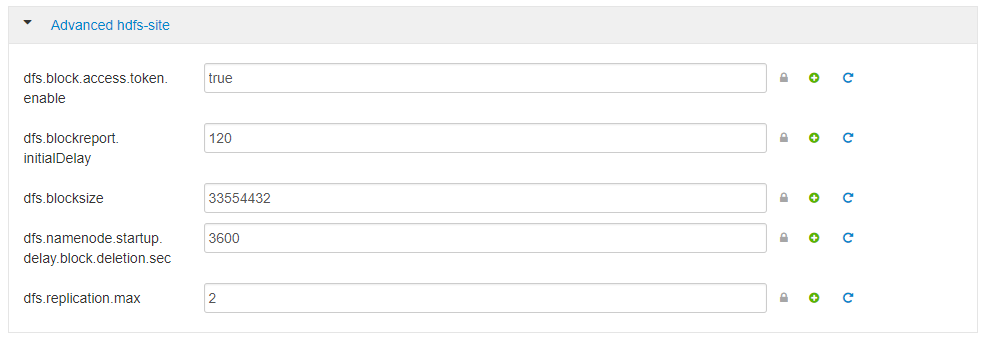 Advanced hdfs-site
dfs.block.access.token. true
enable
dfs.blockreport. 120
initialDelay
dfs.blocksize 33554432
dfs.namenode.startup. 3600
delay.block.deletion.sec
dfs.replication.max 2